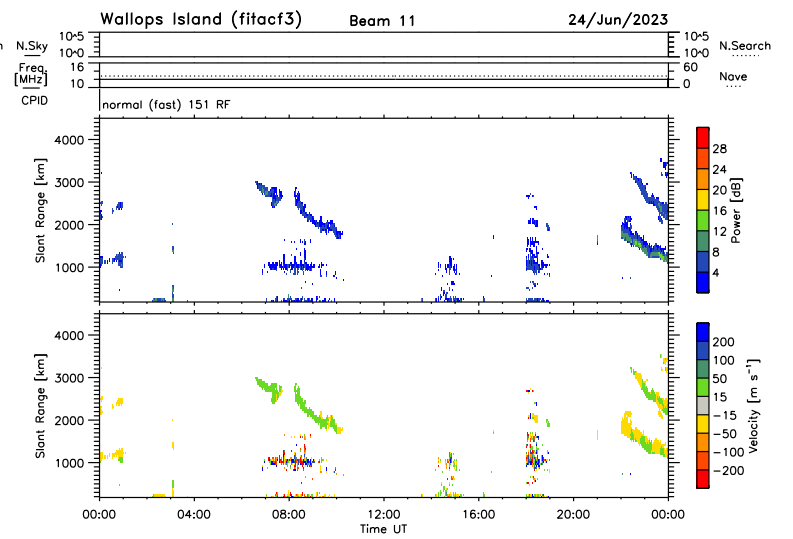 Wallops Island (fitacf3) Beam 11 24/Jun/2023
n N.Sky 10^5 10^0 10^5 10^0 N.Search
Freq. [MHz] 16 10 60 0 Nave
CPID normal (fast) 151 RF
Slant Range [km] 4000 3000 2000 1000
28 24 20 16 12 8 4 Power [dB]
Slant Range [km] 4000 3000 2000 1000
200 100 50 15 −15 −50 −100 −200 Velocity [m s⁻¹]
00:00 04:00 08:00 12:00 16:00 20:00 00:00
Time UT